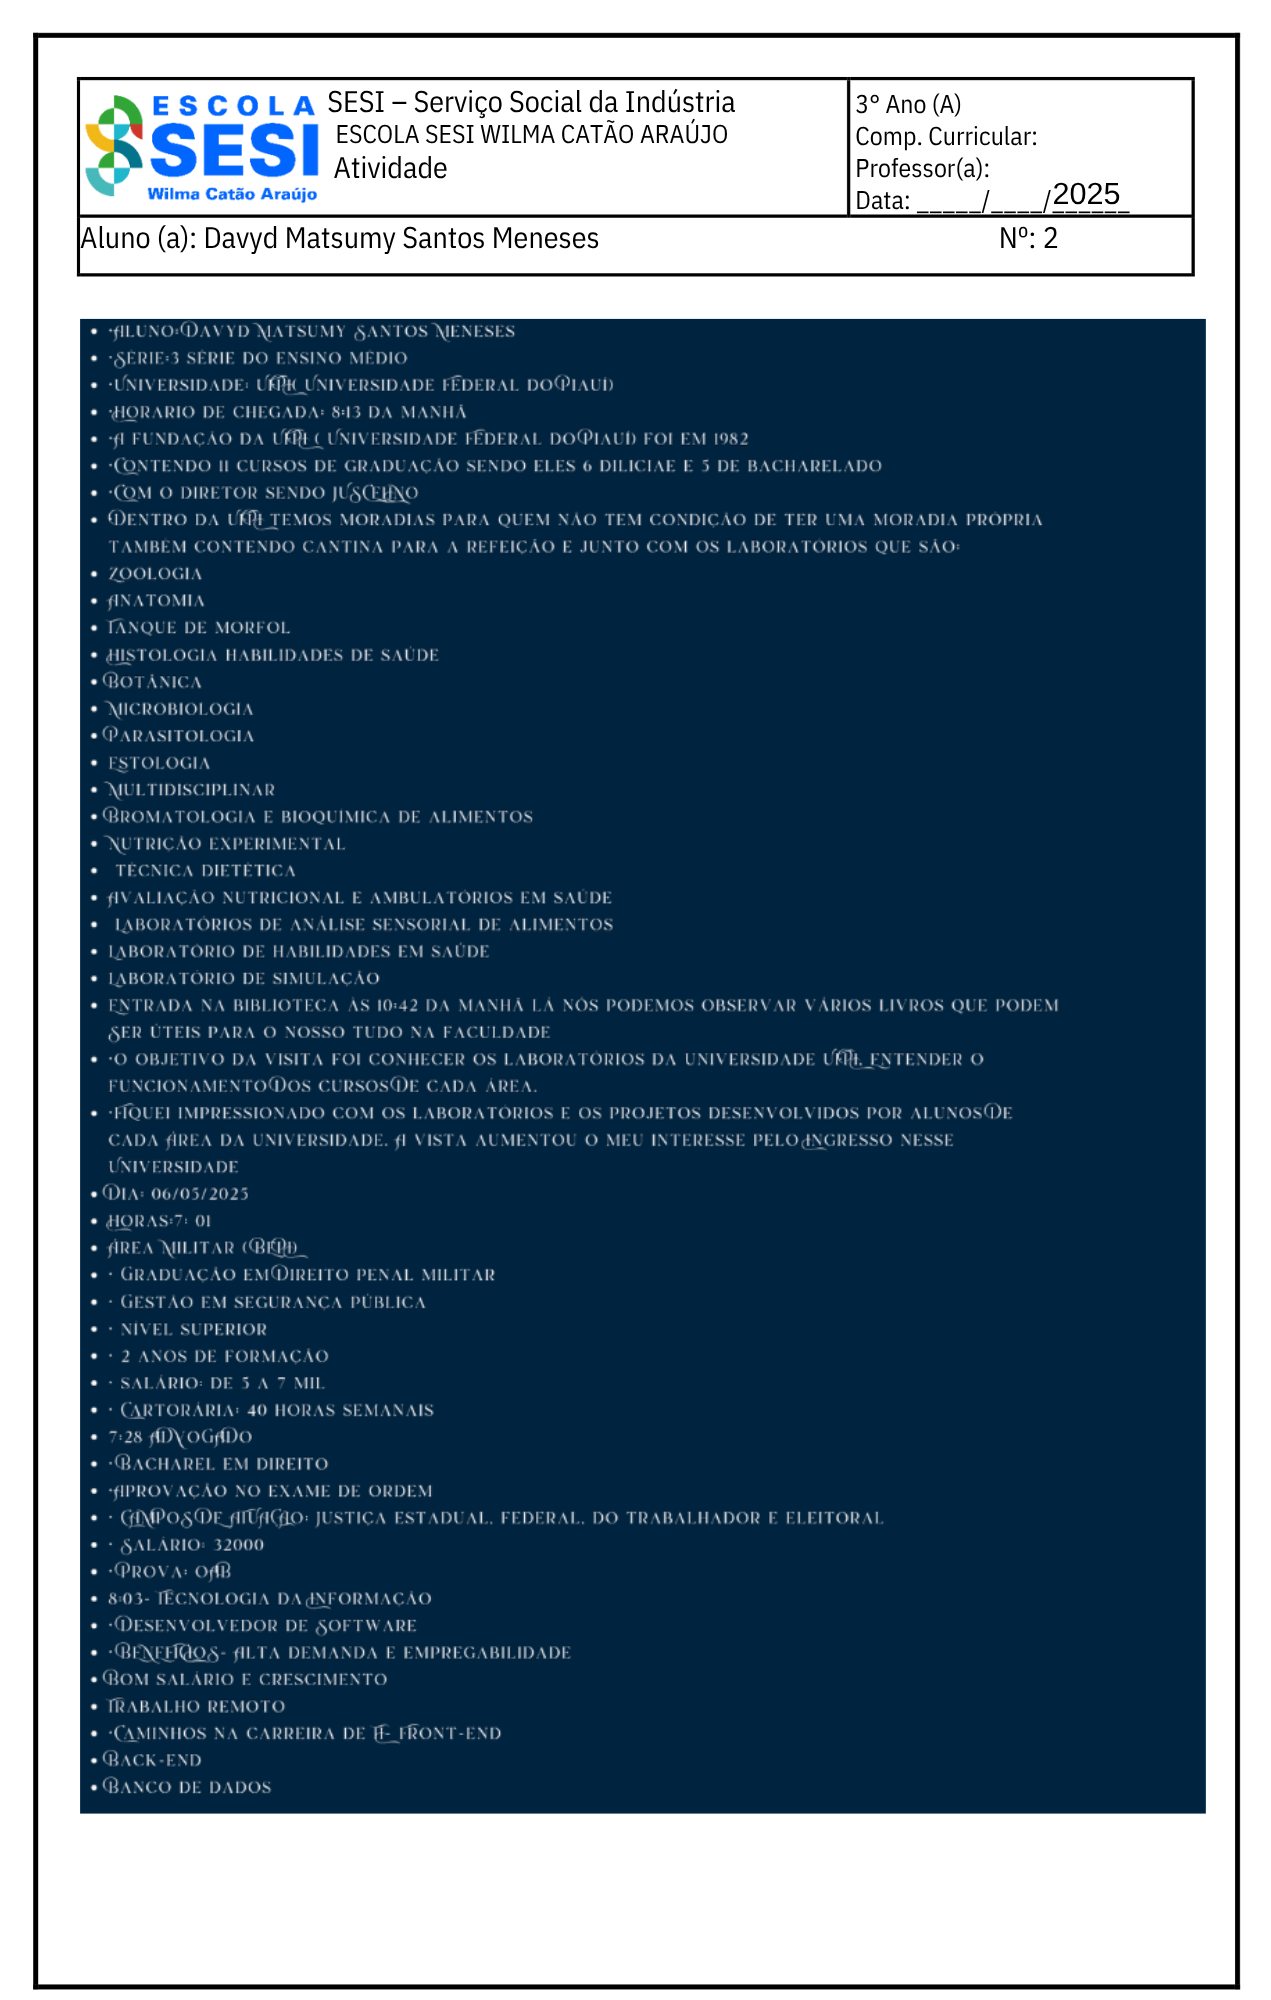 ESCOLA
SESI
Wilma Catão Araújo
SESI – Serviço Social da Indústria
ESCOLA SESI WILMA CATÃO ARAÚJO
Atividade
3° Ano (A)
Comp. Curricular:
Professor(a):
Data: _____/____/2025
Aluno (a): Davyd Matsumy Santos Meneses Nº: 2
• ·Aluno:Davyd Matsumy Santos Meneses
• ·Série:3 série do ensino médio
• ·Universidade: UFPI( Universidade Federal do Piauí)
• ·Horario de chegada: 8:13 da manhã
• ·A fundação da UFPI ( Universidade Federal do Piauí) foi em 1982
• ·Contendo 11 cursos de graduação sendo eles 6 diliciae e 5 de bacharelado
• ·Com o diretor sendo JUSCELINO
• Dentro da UFPI temos moradias para quem não tem condição de ter uma moradia própria
também contendo cantina para a refeição e junto com os laboratórios que são:
• Zoologia
• Anatomia
• Tanque de morfol
• Histologia habilidades de saúde
• Botânica
• Microbiologia
• Parasitologia
• Estologia
• Multidisciplinar
• Bromatologia e bioquímica de alimentos
• Nutrição experimental
• técnica dietética
• Avaliação nutricional e ambulatórios em saúde
• Laboratórios de análise sensorial de alimentos
• Laboratório de habilidades em saúde
• Laboratório de simulação
• Entrada na biblioteca às 10:42 da manhã lá nós podemos observar vários livros que podem
Ser úteis para o nosso tudo na faculdade
• ·O objetivo da visita foi conhecer os laboratórios da universidade UFPI, Entender o
funcionamento Dos cursos De cada área.
• ·Fiquei impressionado com os laboratórios e os projetos desenvolvidos por alunos De
cada Área da universidade. A vista aumentou o meu interesse pelo Ingresso nesse
Universidade
• Dia: 06/05/2025
• Horas:7: 01
• Área Militar (BEPI)
• · Graduação em Direito penal militar
• · Gestão em segurança pública
• · nível superior
• · 2 anos de formação
• · salário: de 5 a 7 mil
• · Cartorária: 40 horas semanais
• 7:28 ADVOGADO
• ·Bacharel em direito
• ·Aprovação no exame de ordem
• · CAMPOS DE ATUAÇÃO: justiça estadual, federal, do trabalhador e eleitoral
• · Salário: 32000
• ·Prova: OAB
• 8:03- Tecnologia da Informação
• ·Desenvolvedor de Software
• ·BENEFÍCIOS- Alta demanda e empregabilidade
• Bom salário e crescimento
• Trabalho remoto
• ·Caminhos na carreira de TI- Front-end
• Back-end
• Banco de dados